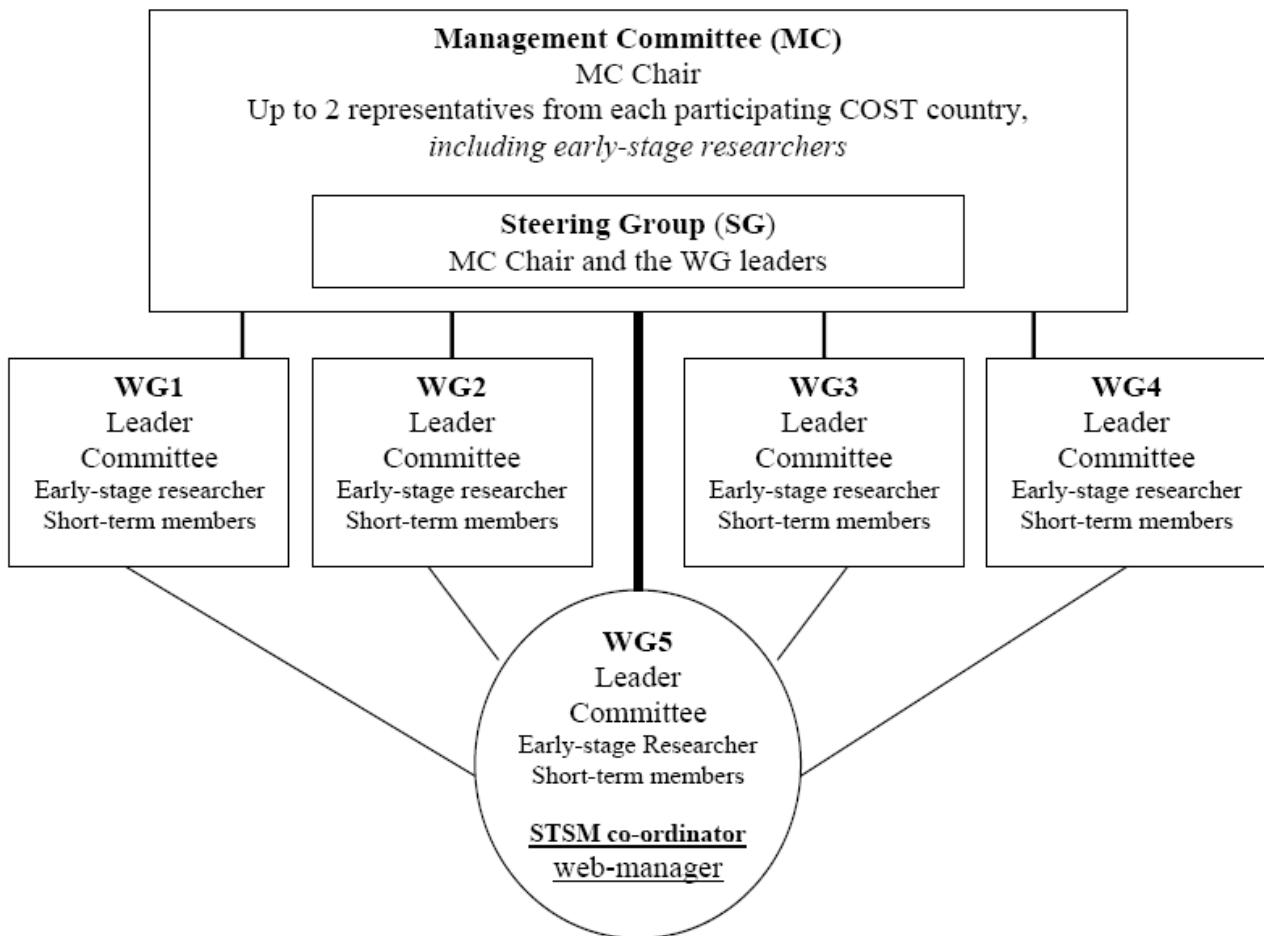 Management Committee (MC)
MC Chair
Up to 2 representatives from each participating COST country,
including early-stage researchers
Steering Group (SG)
MC Chair and the WG leaders
WG1
Leader
Committee
Early-stage researcher
Short-term members
WG2
Leader
Committee
Early-stage researcher
Short-term members
WG3
Leader
Committee
Early-stage researcher
Short-term members
WG4
Leader
Committee
Early-stage researcher
Short-term members
WG5
Leader
Committee
Early-stage Researcher
Short-term members
STSM co-ordinator
web-manager